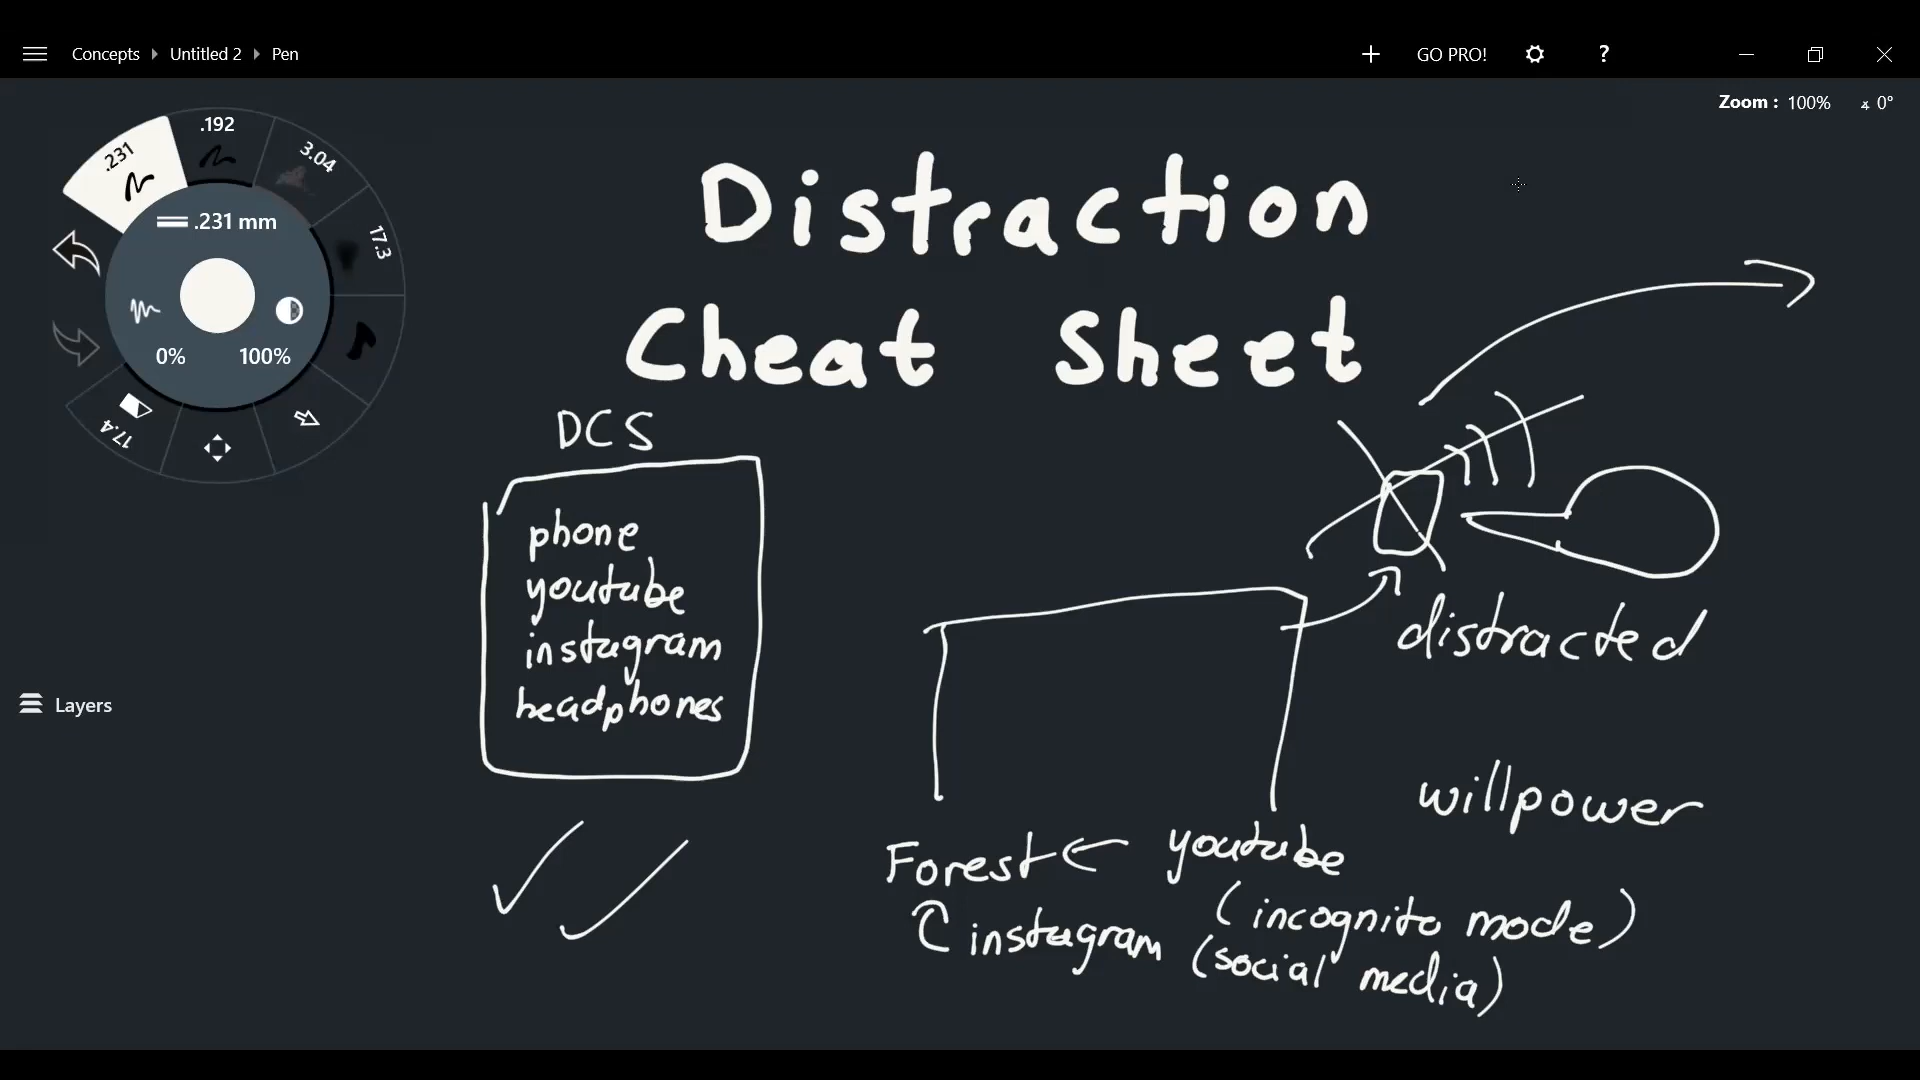 Concepts Untitled 2 Pen
GO PRO!
?
Zoom : 100% 0°
.231
.192
3.04
17.3
.231 mm
0% 100%
17.4
Layers
Distraction
Cheat Sheet
DCS
phone
youtube
instagram
headphones
distracted
willpower
Forest youtube
(incognito mode)
instagram (social media)